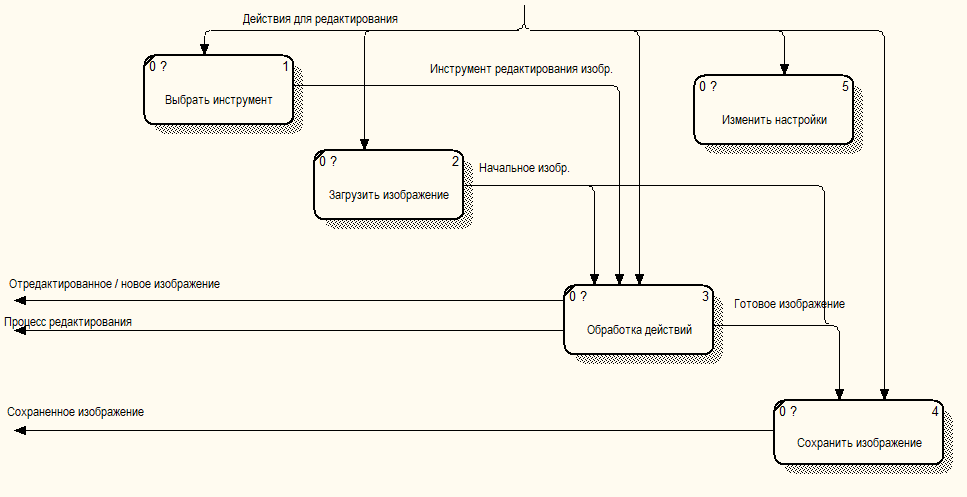 Действия для редактирования
0 ? 1
Выбрать инструмент
Инструмент редактирования изобр.
0 ? 5
Изменить настройки
0 ? 2
Загрузить изображение
Начальное изобр.
Отредактированное / новое изображение
Процесс редактирования
0 ? 3
Обработка действий
Готовое изображение
Сохраненное изображение
0 ? 4
Сохранить изображение